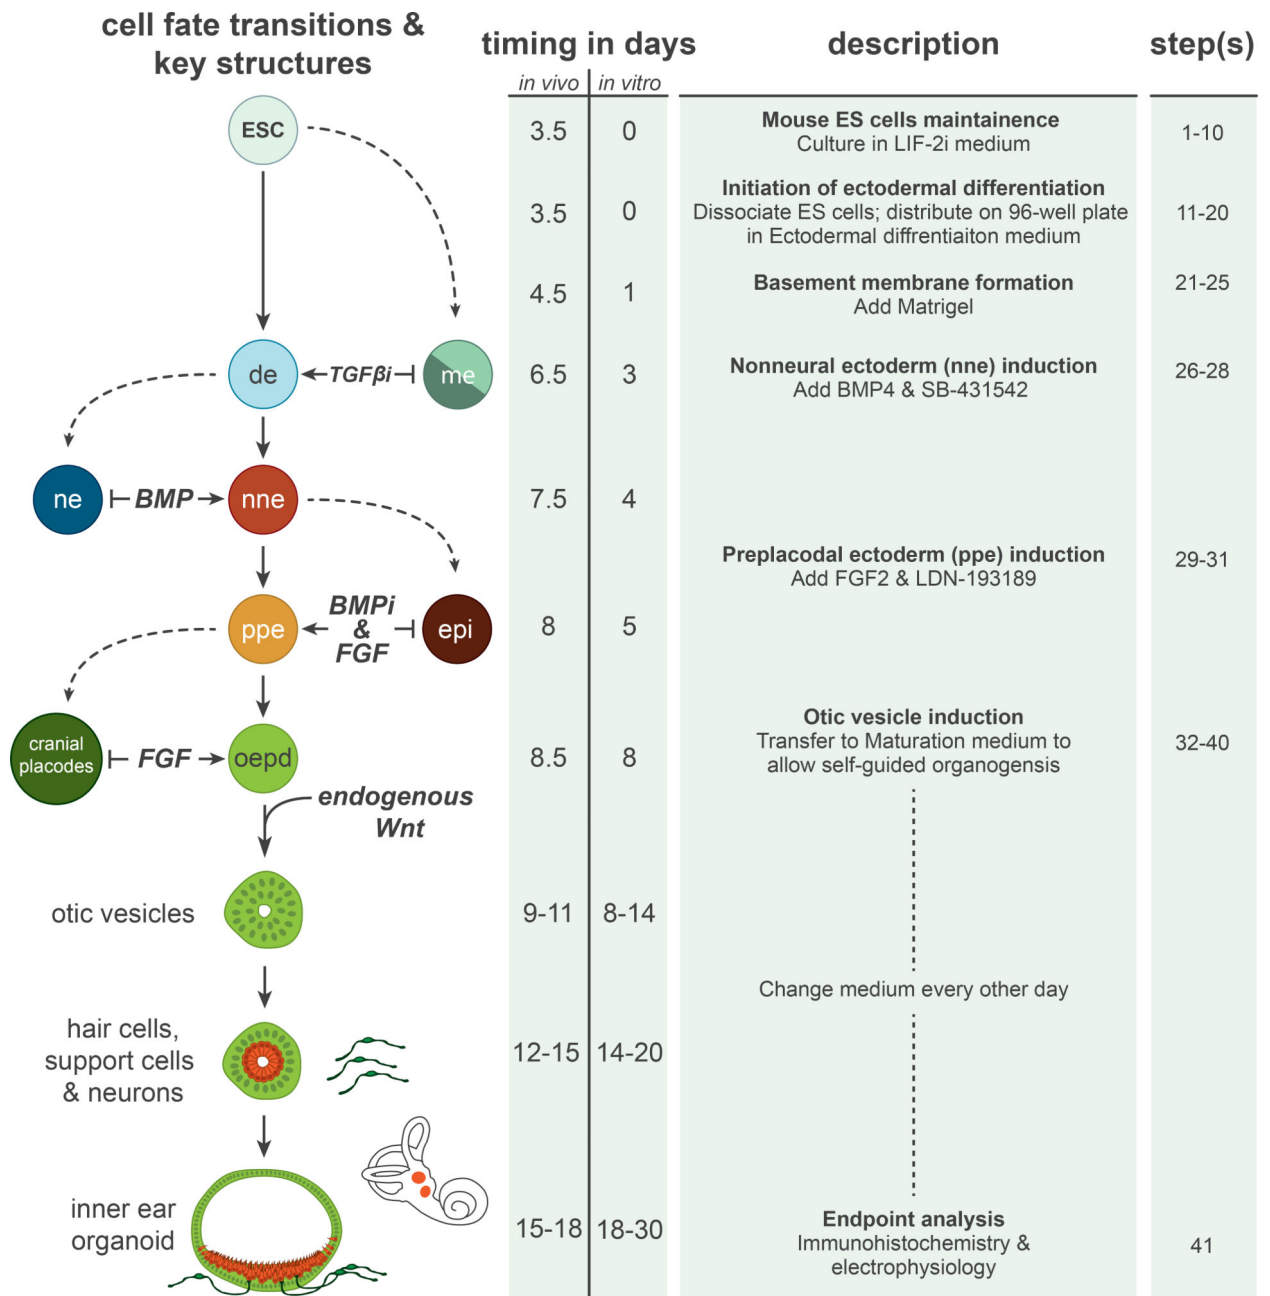 cell fate transitions &
key structures
timing in days
description
step(s)
in vivo
in vitro
ESC
3.5
0
Mouse ES cells maintainence
Culture in LIF-2i medium
1-10
3.5
0
Initiation of ectodermal differentiation
Dissociate ES cells; distribute on 96-well plate
in Ectodermal diffrentiaiton medium
11-20
4.5
1
Basement membrane formation
Add Matrigel
21-25
de
TGFβi
me
6.5
3
Nonneural ectoderm (nne) induction
Add BMP4 & SB-431542
26-28
ne
BMP
nne
7.5
4
Preplacodal ectoderm (ppe) induction
Add FGF2 & LDN-193189
29-31
ppe
BMPi
&
FGF
epi
8
5
cranial
placodes
FGF
oepd
8.5
8
Otic vesicle induction
Transfer to Maturation medium to
allow self-guided organogensis
32-40
endogenous
Wnt
otic vesicles
9-11
8-14
Change medium every other day
hair cells,
support cells
& neurons
12-15
14-20
inner ear
organoid
15-18
18-30
Endpoint analysis
Immunohistochemistry &
electrophysiology
41